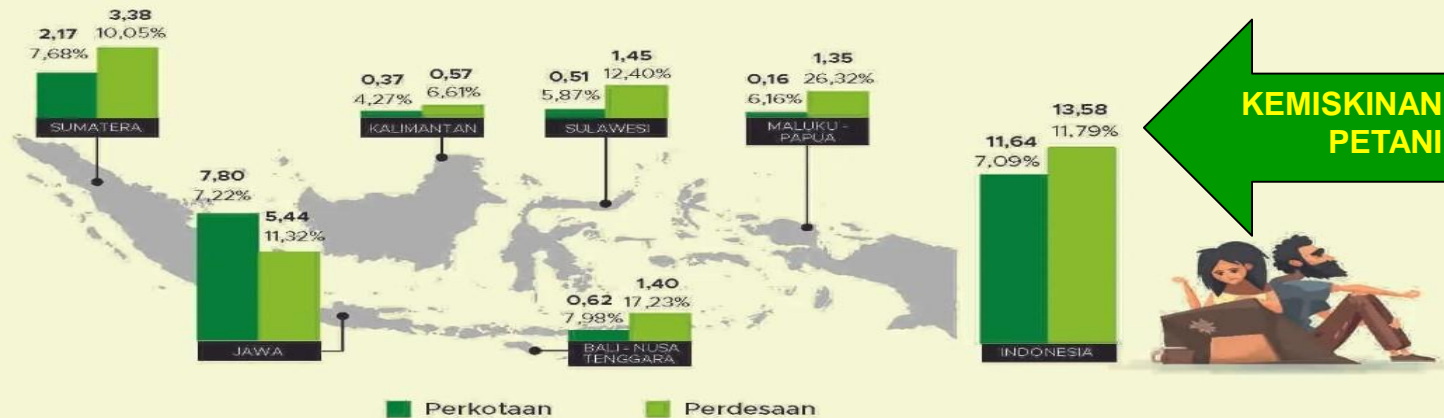 2,17 3,38
7,68% 10,05%
SUMATERA
0,37 0,57
4,27% 6,61%
KALIMANTAN
0,51 1,45
5,87% 12,40%
SULAWESI
0,16 1,35
6,16% 26,32%
MALUKU -
PAPUA
7,80
7,22%
5,44
11,32%
JAWA
0,62 1,40
7,98% 17,23%
BALI - NUSA
TENGGARA
11,64 13,58
7,09% 11,79%
INDONESIA
KEMISKINAN
PETANI
Perkotaan Perdesaan